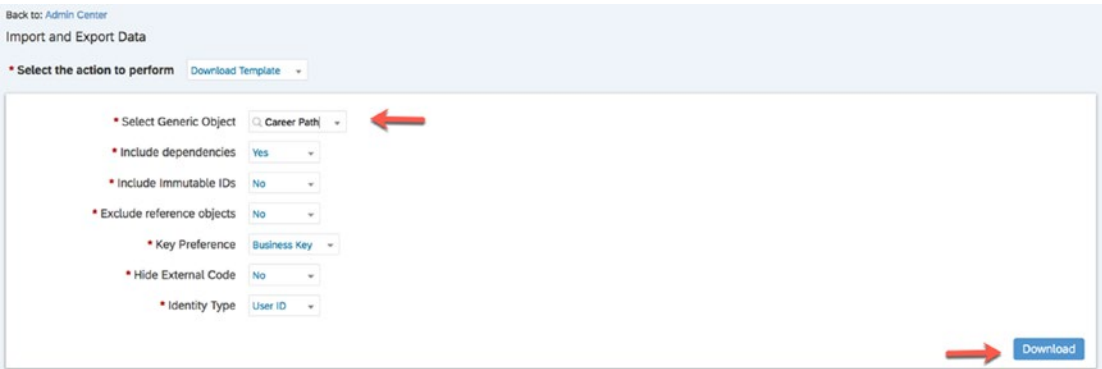 Back to: Admin Center
Import and Export Data
* Select the action to perform Download Template
* Select Generic Object Career Path
* Include dependencies Yes
* Include Immutable IDs No
* Exclude reference objects No
* Key Preference Business Key
* Hide External Code No
* Identity Type User ID
Download